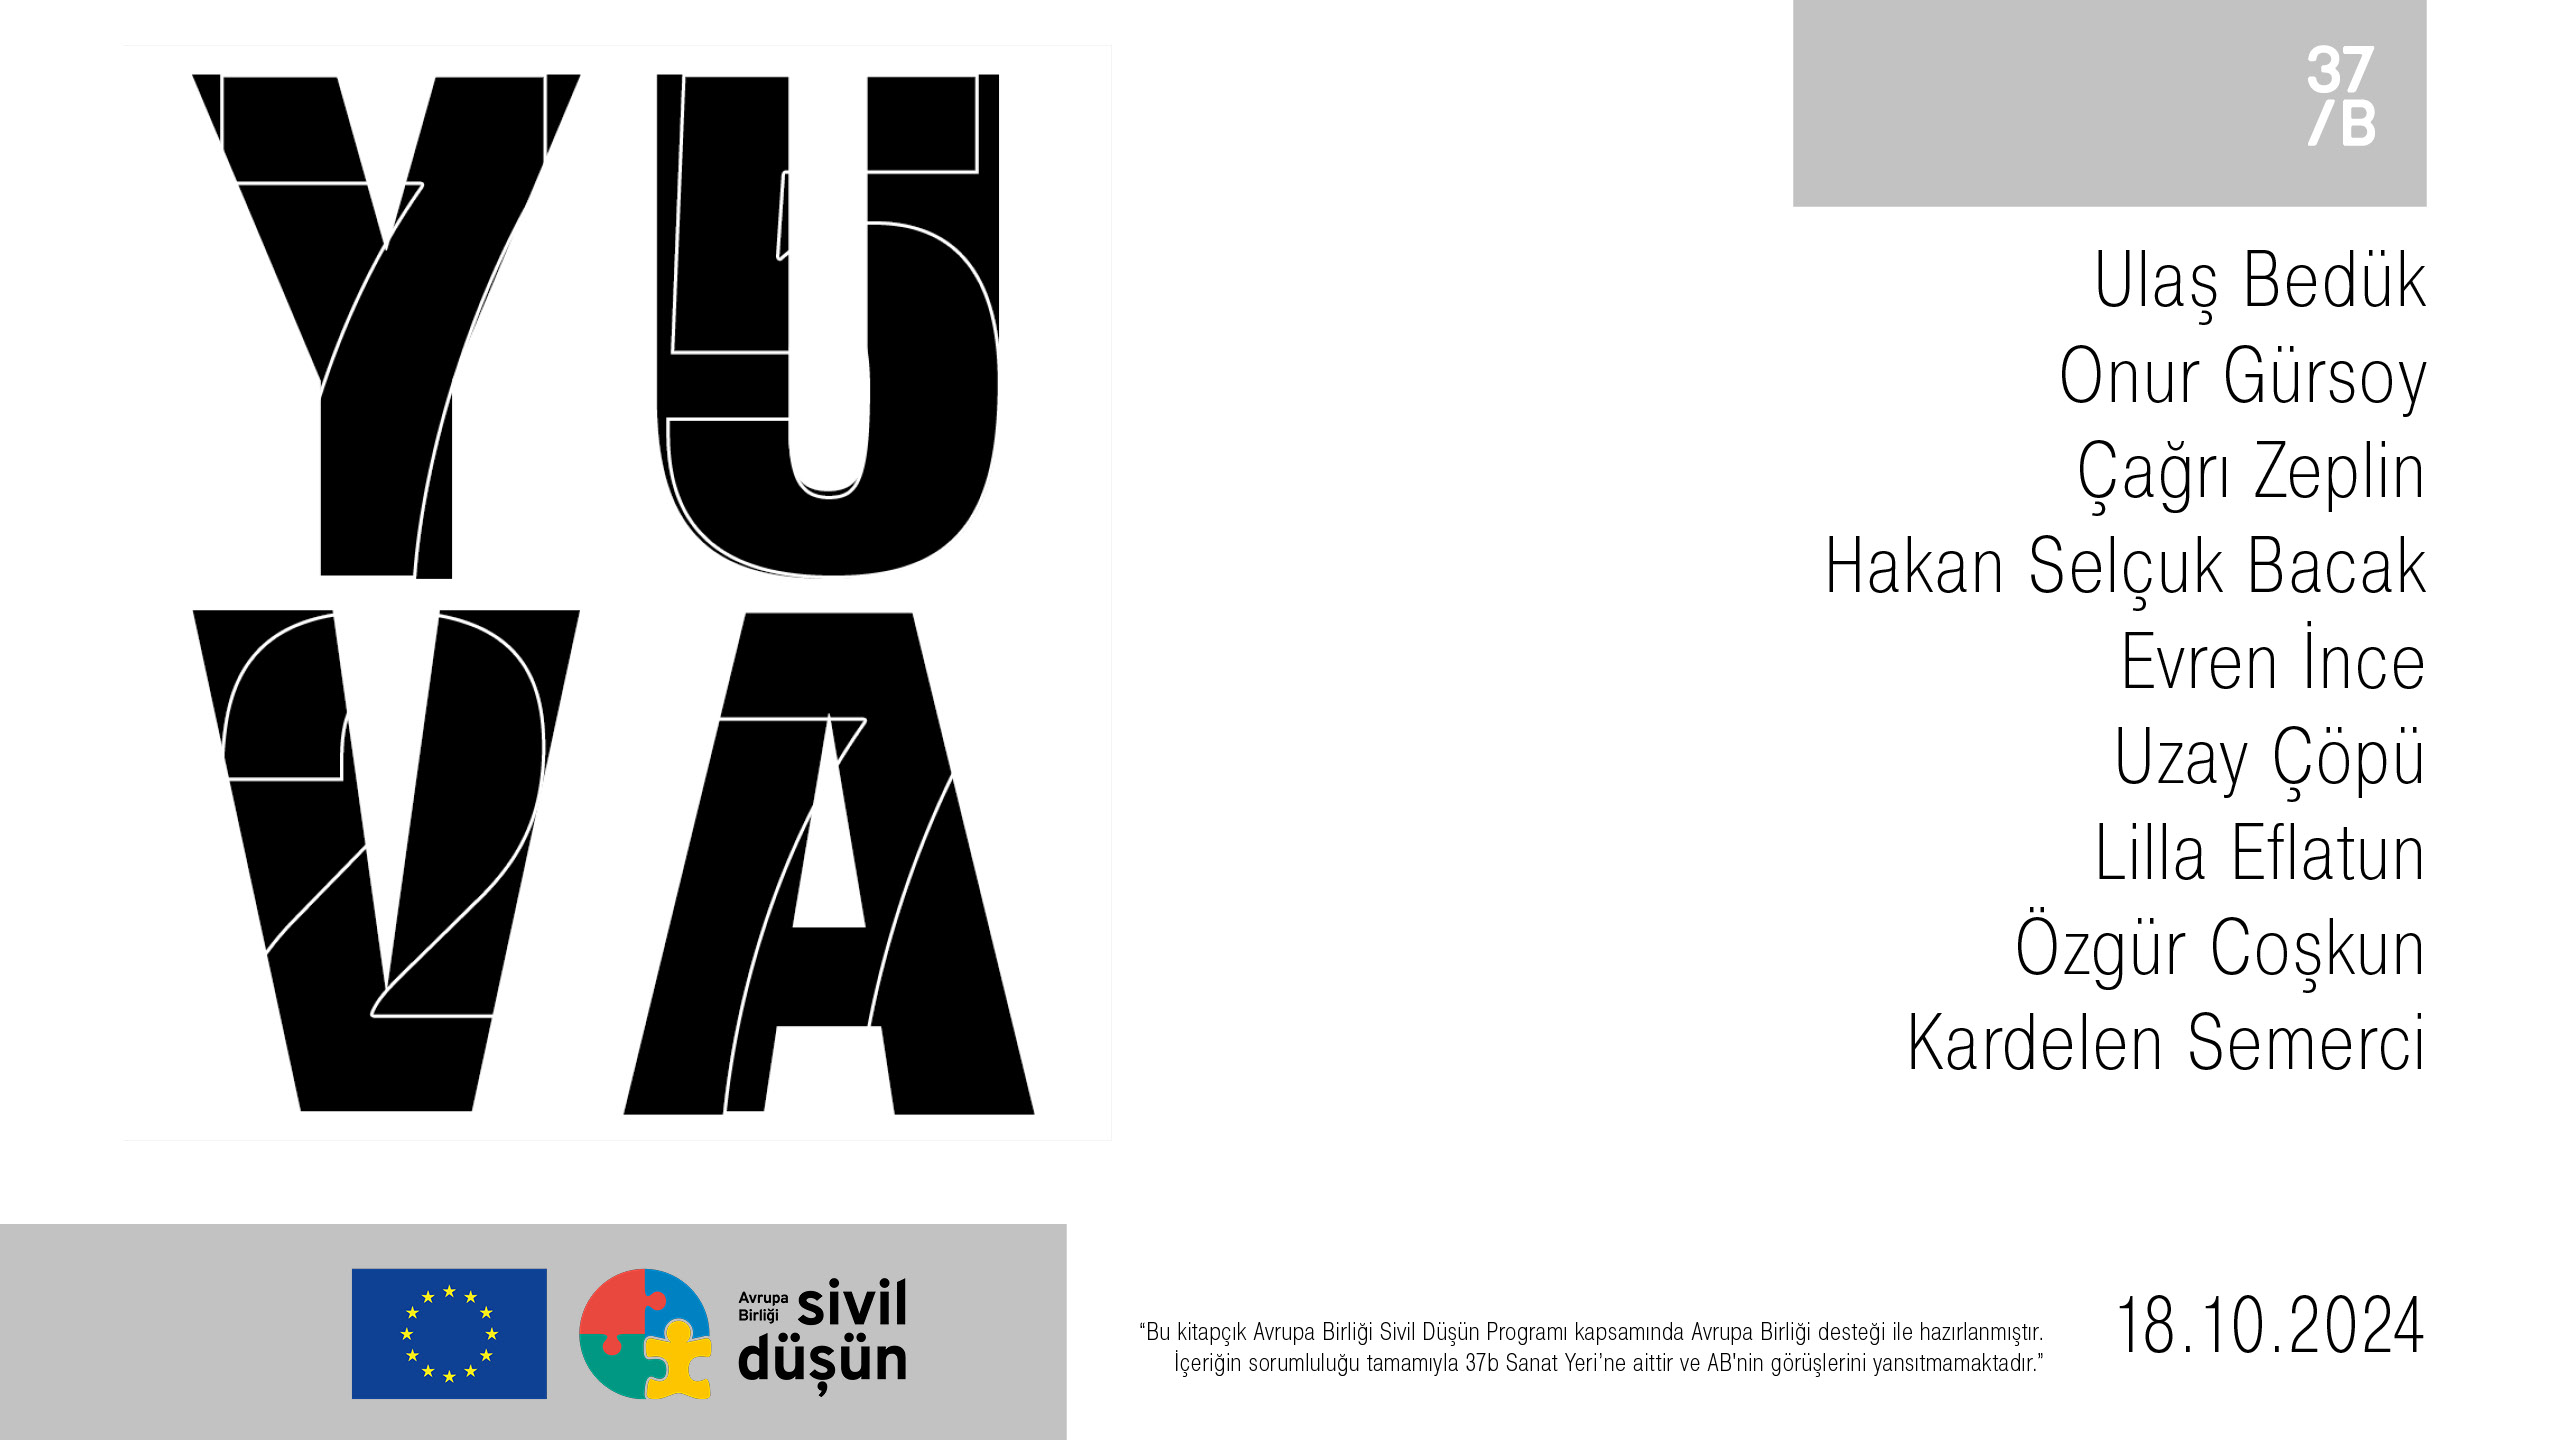 YU
VA
37
/B
Ulaş Bedük
Onur Gürsoy
Çağrı Zeplin
Hakan Selçuk Bacak
Evren İnce
Uzay Çöpü
Lilla Eflatun
Özgür Coşkun
Kardelen Semerci
Avrupa
Birliği
sivil
düşün
“Bu kitapçık Avrupa Birliği Sivil Düşün Programı kapsamında Avrupa Birliği desteği ile hazırlanmıştır.
İçeriğin sorumluluğu tamamıyla 37b Sanat Yeri’ne aittir ve AB'nin görüşlerini yansıtmamaktadır.”
18.10.2024